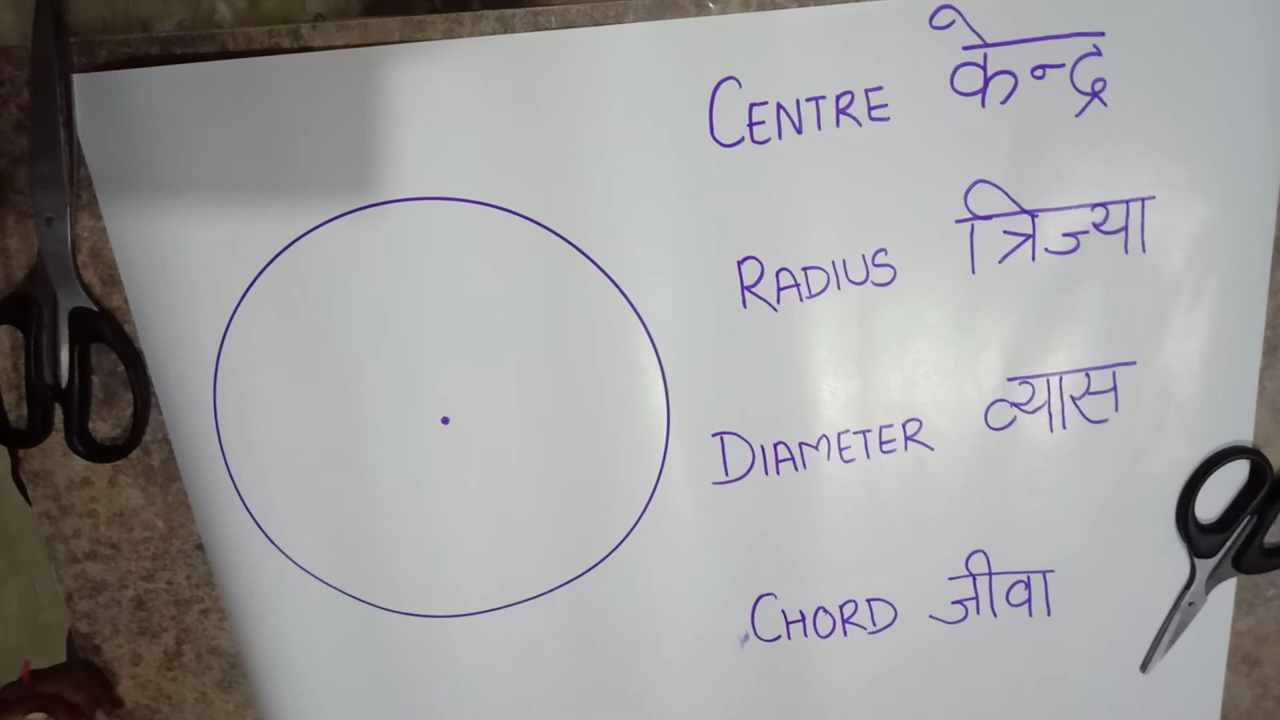 CENTRE केन्द्र
RADIUS त्रिज्या
DIAMETER व्यास
CHORD जीवा